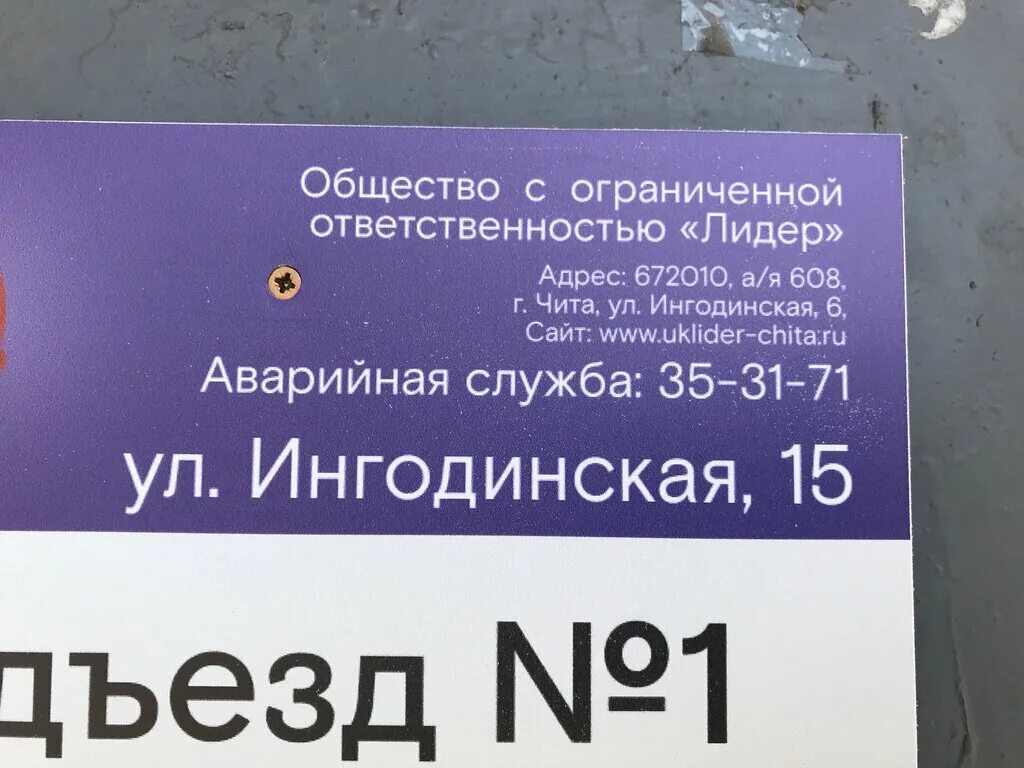 Общество с ограниченной
ответственностью «Лидер»
Адрес: 672010, а/я 608,
г. Чита, ул. Ингодинская, 6,
Сайт: www.uklider-chita.ru
Аварийная служба: 35-31-71
ул. Ингодинская, 15
дъезд №1